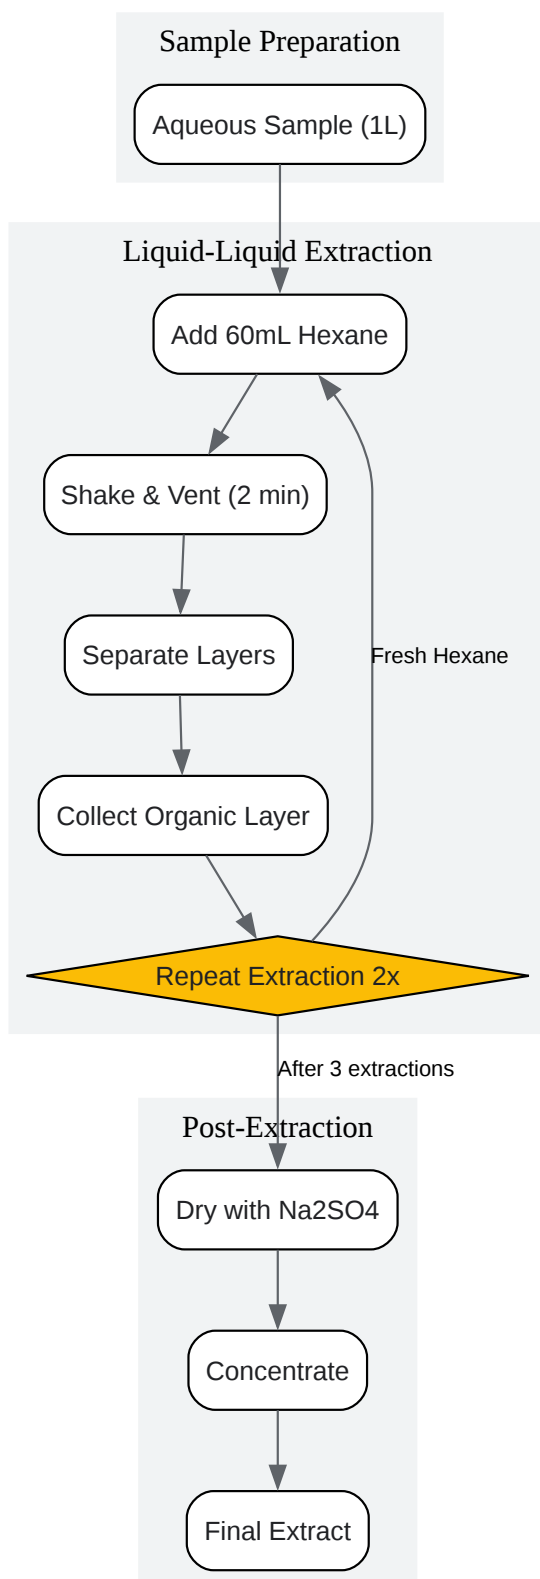 Sample Preparation
Aqueous Sample (1L)
Liquid-Liquid Extraction
Add 60mL Hexane
Shake & Vent (2 min)
Separate Layers
Fresh Hexane
Collect Organic Layer
Repeat Extraction 2x
After 3 extractions
Post-Extraction
Dry with Na2SO4
Concentrate
Final Extract